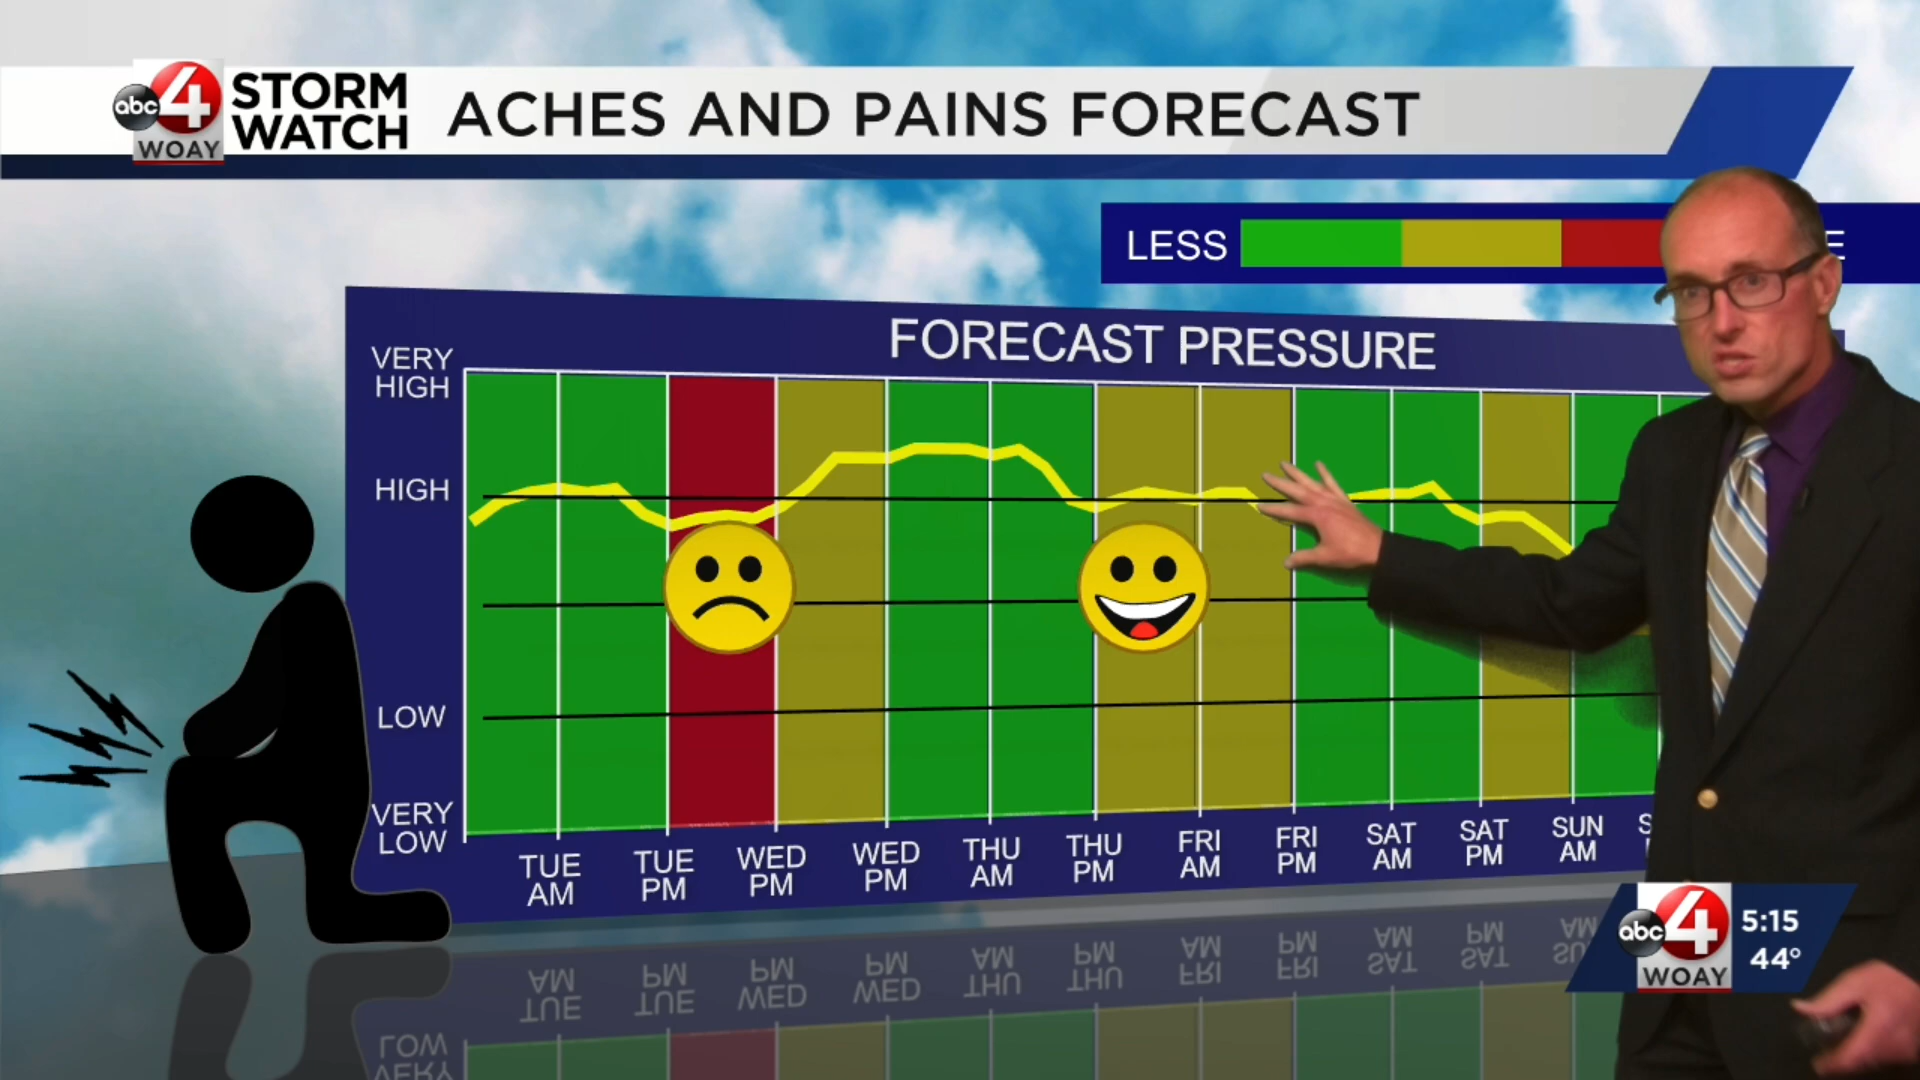 abc 4
WOAY
STORM
WATCH
ACHES AND PAINS FORECAST
LESS
FORECAST PRESSURE
VERY
HIGH
HIGH
LOW
VERY
LOW
TUE
AM
TUE
PM
WED
PM
WED
PM
THU
AM
THU
PM
FRI
AM
FRI
PM
SAT
AM
SAT
PM
SUN
AM
abc 4
WOAY
5:15
44°